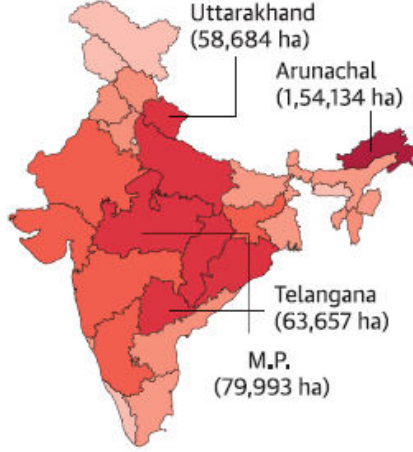 Uttarakhand
(58,684 ha)
Arunachal
(1,54,134 ha)
Telangana
(63,657 ha)
M.P.
(79,993 ha)